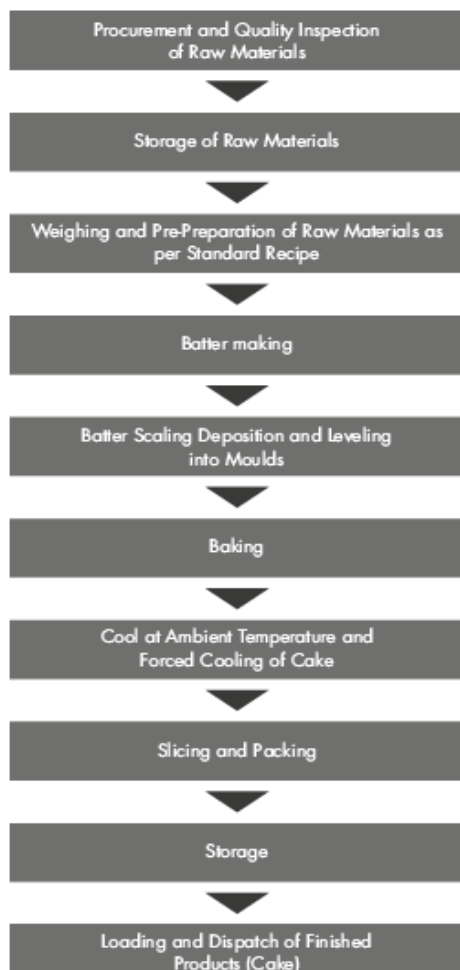 Procurement and Quality Inspection
of Raw Materials
Storage of Raw Materials
Weighing and Pre-Preparation of Raw Materials as
per Standard Recipe
Batter making
Batter Scaling Deposition and Leveling
into Moulds
Baking
Cool at Ambient Temperature and
Forced Cooling of Cake
Slicing and Packing
Storage
Loading and Dispatch of Finished
Products (Cake)